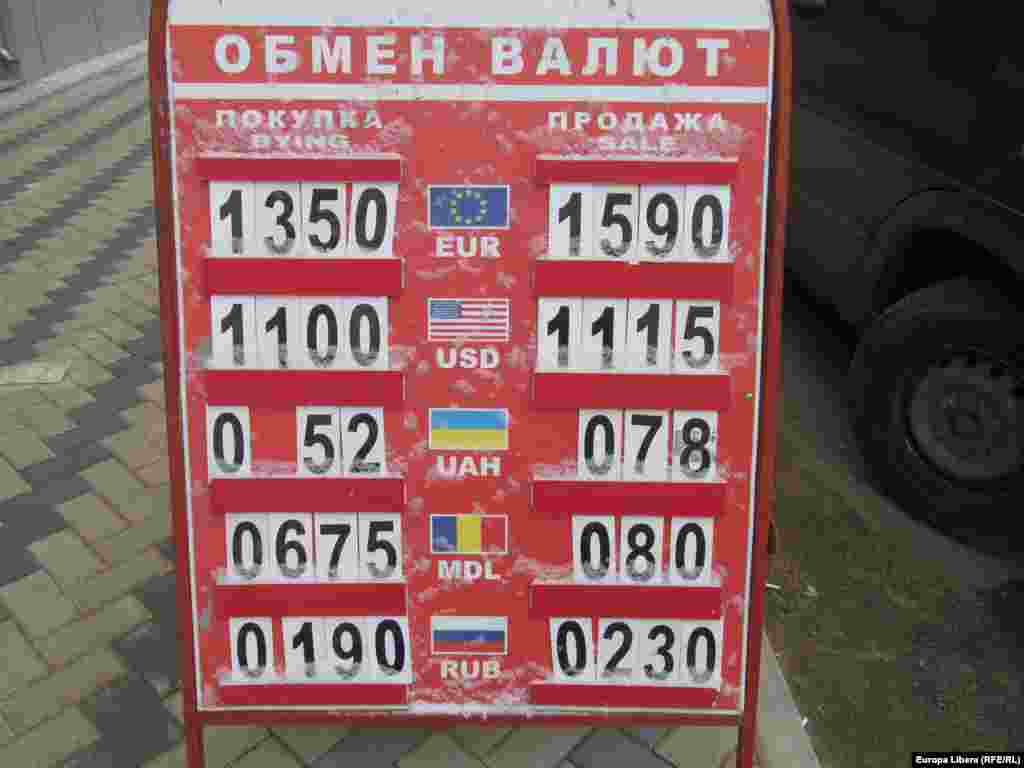 ОБМЕН ВАЛЮТ
ПОКУПКА ПРОДАЖА
BYING SALE
1350 EUR 1590
1100 USD 1115
0 52 UAH 078
0675 MDL 080
0190 RUB 0230
Europa Libera (RFE/RL)